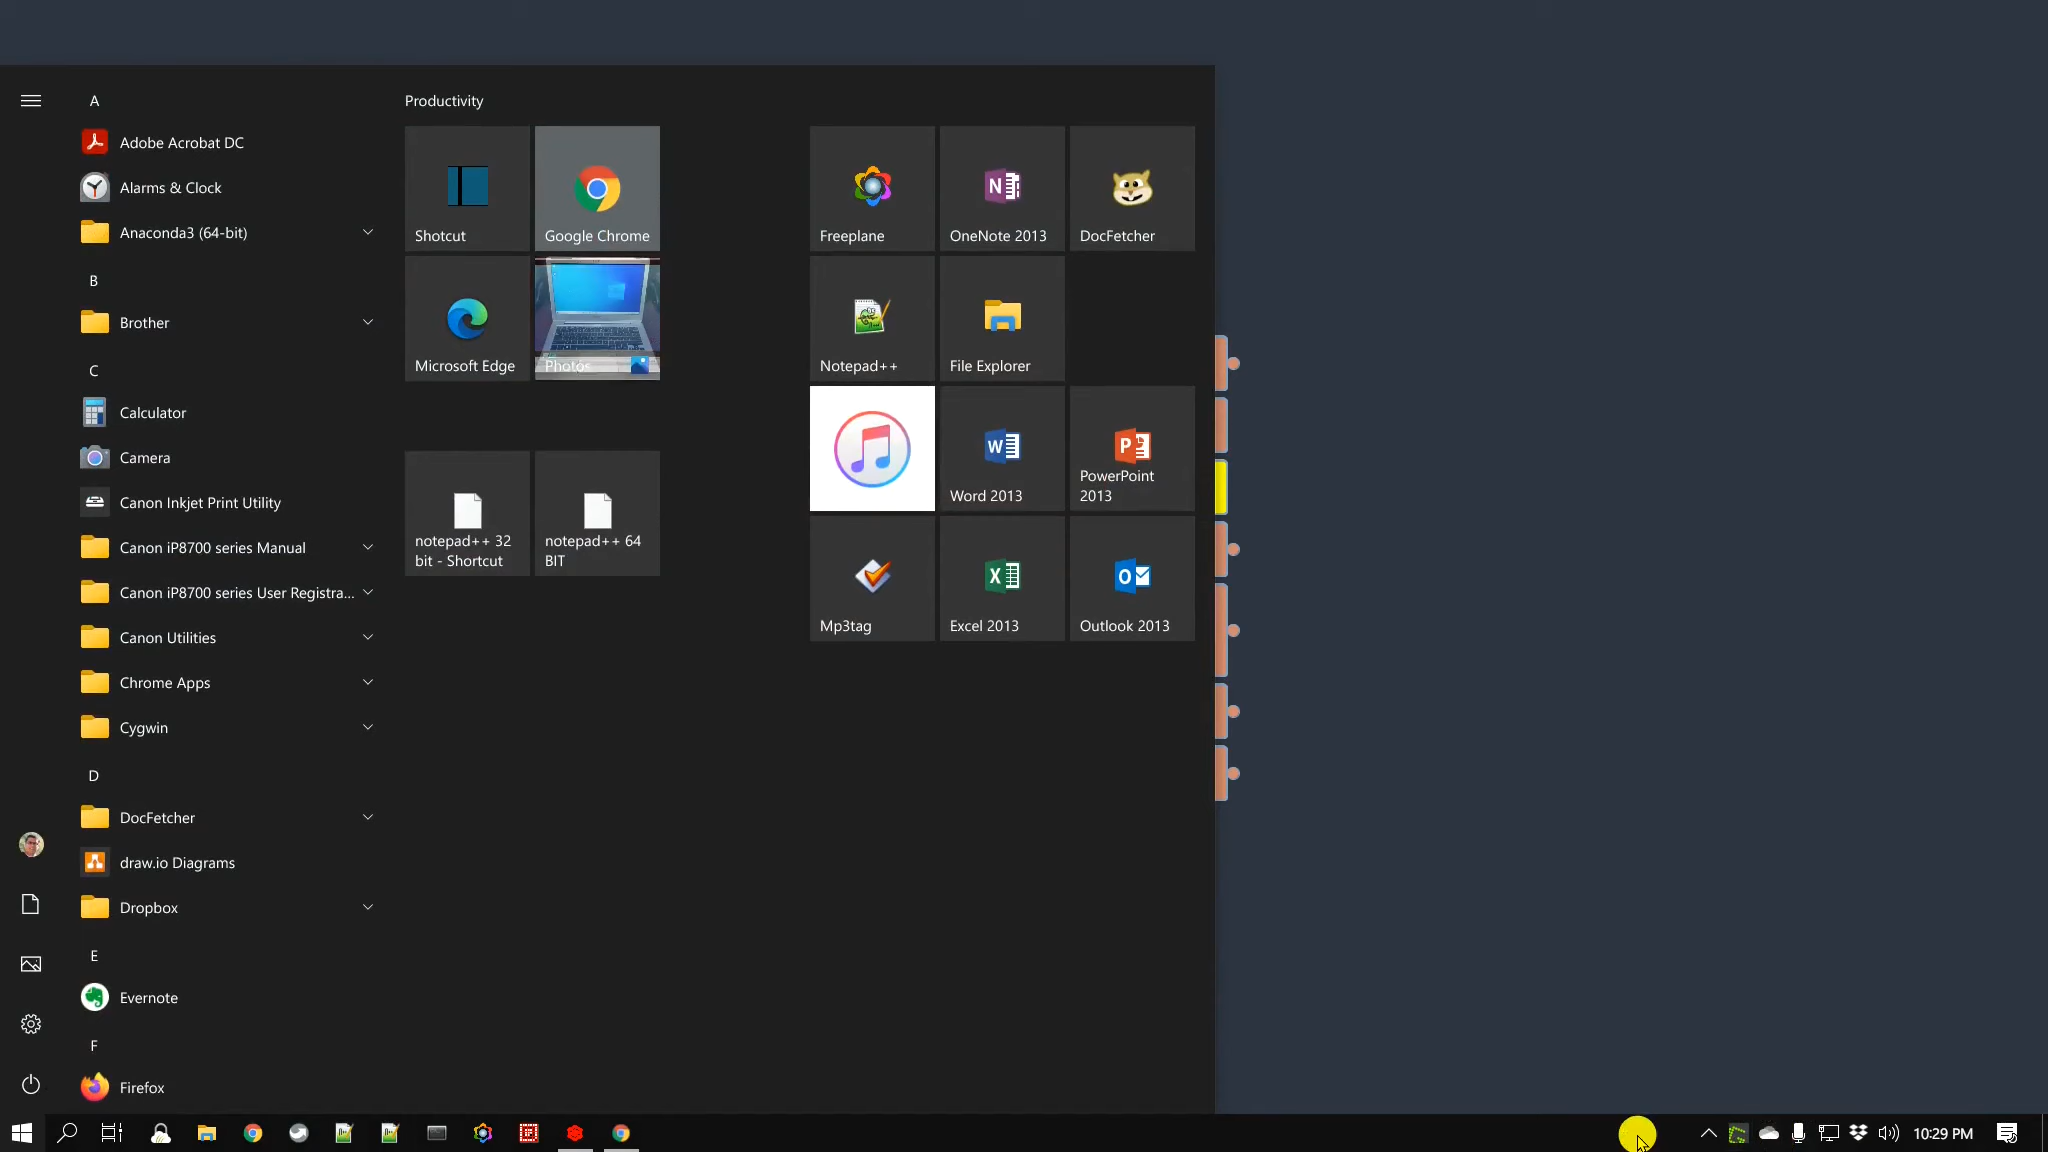 A
Adobe Acrobat DC
Alarms & Clock
Anaconda3 (64-bit)
B
Brother
C
Calculator
Camera
Canon Inkjet Print Utility
Canon iP8700 series Manual
Canon iP8700 series User Registra...
Canon Utilities
Chrome Apps
Cygwin
D
DocFetcher
draw.io Diagrams
Dropbox
E
Evernote
F
Firefox
Productivity
Shotcut
Google Chrome
Microsoft Edge
Photos
notepad++ 32
bit - Shortcut
notepad++ 64
BIT
Freeplane
OneNote 2013
DocFetcher
Notepad++
File Explorer
Word 2013
PowerPoint
2013
Mp3tag
Excel 2013
Outlook 2013
10:29 PM